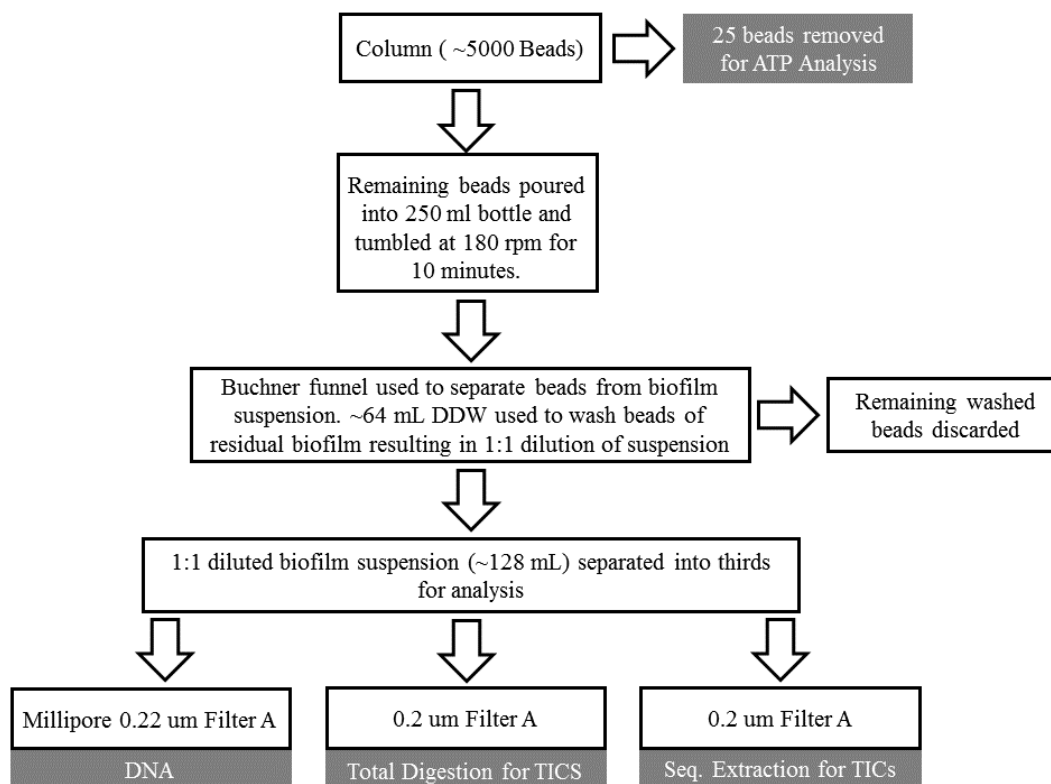 Column ( ~5000 Beads)
25 beads removed
for ATP Analysis
Remaining beads poured
into 250 ml bottle and
tumbled at 180 rpm for
10 minutes.
Buchner funnel used to separate beads from biofilm
suspension. ~64 mL DDW used to wash beads of
residual biofilm resulting in 1:1 dilution of suspension
Remaining washed
beads discarded
1:1 diluted biofilm suspension (~128 mL) separated into thirds
for analysis
Millipore 0.22 um Filter A
DNA
0.2 um Filter A
Total Digestion for TICS
0.2 um Filter A
Seq. Extraction for TICs